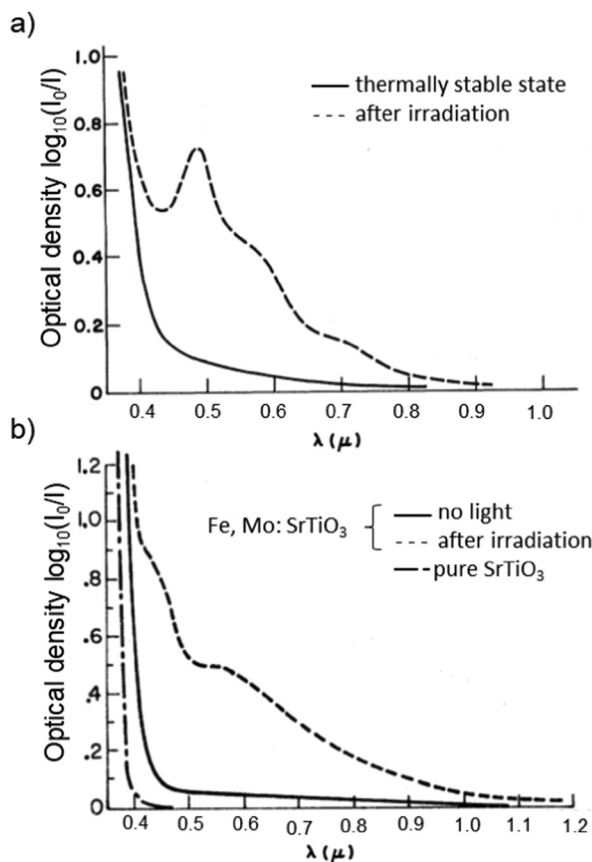 a)
Optical density log10(I0/I)
1.0
0.8
0.6
0.4
0.2
0
thermally stable state
after irradiation
0.4 0.5 0.6 0.7 0.8 0.9 1.0
λ(μ)
b)
Optical density log10(I0/I)
1.2
1.0
.8
.6
.4
.2
0
Fe, Mo: SrTiO3
no light
after irradiation
pure SrTiO3
0.4 0.5 0.6 0.7 0.8 0.9 1.0 1.1 1.2
λ(μ)